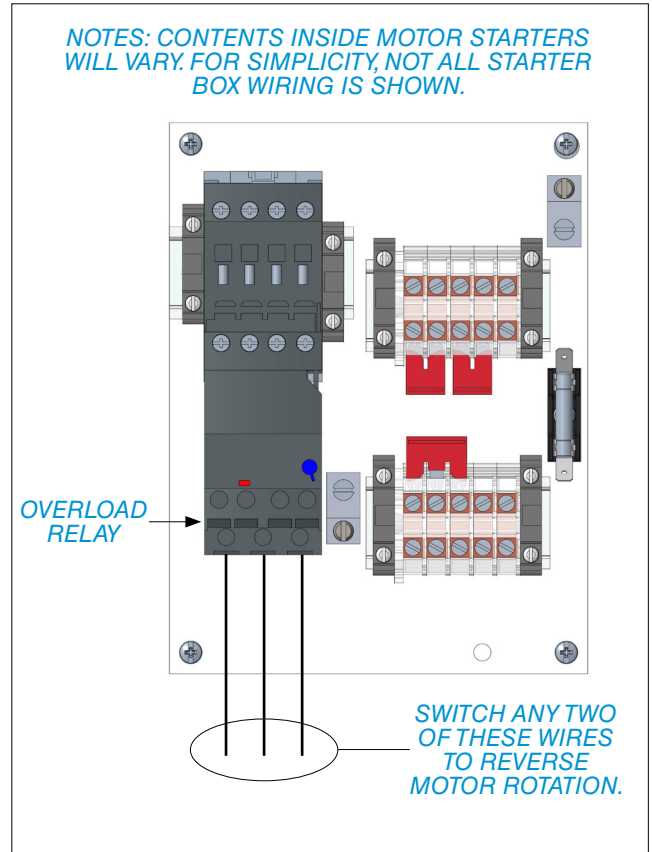 NOTES: CONTENTS INSIDE MOTOR STARTERS
WILL VARY. FOR SIMPLICITY, NOT ALL STARTER
BOX WIRING IS SHOWN.
OVERLOAD
RELAY
SWITCH ANY TWO
OF THESE WIRES
TO REVERSE
MOTOR ROTATION.